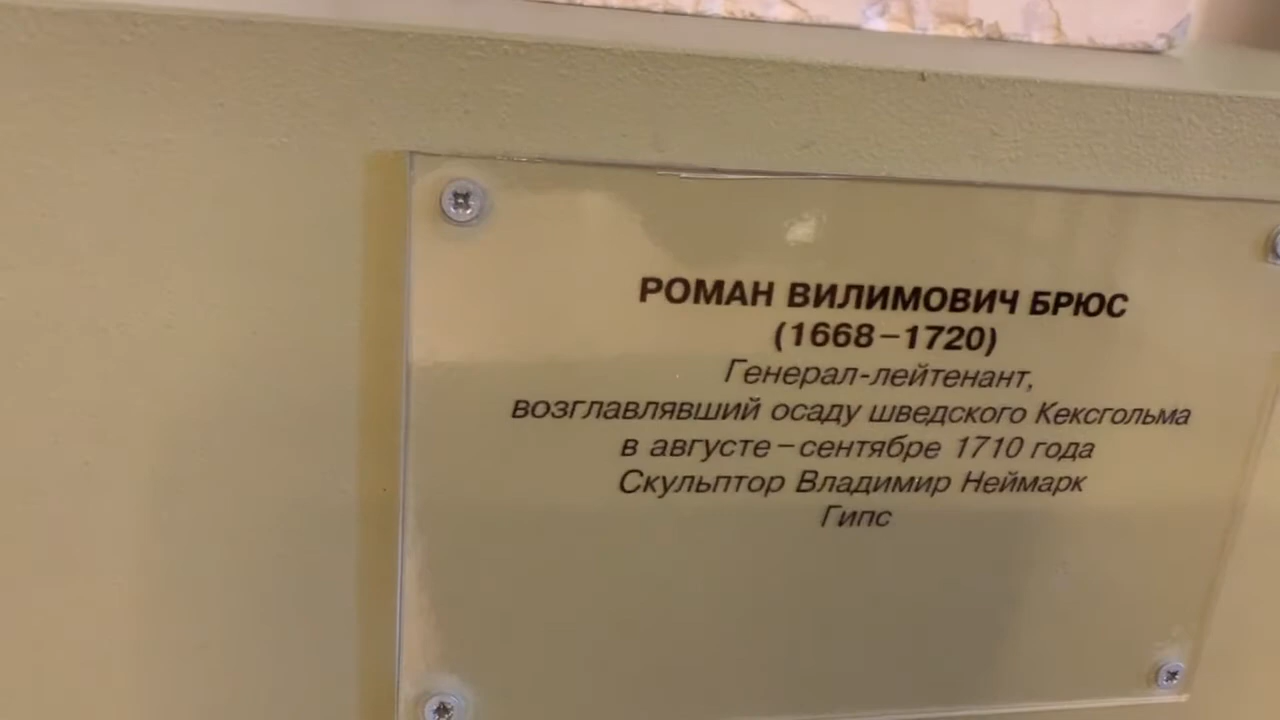 РОМАН ВИЛИМОВИЧ БРЮС
(1668–1720)
Генерал-лейтенант,
возглавлявший осаду шведского Кексгольма
в августе–сентябре 1710 года
Скульптор Владимир Неймарк
Гипс